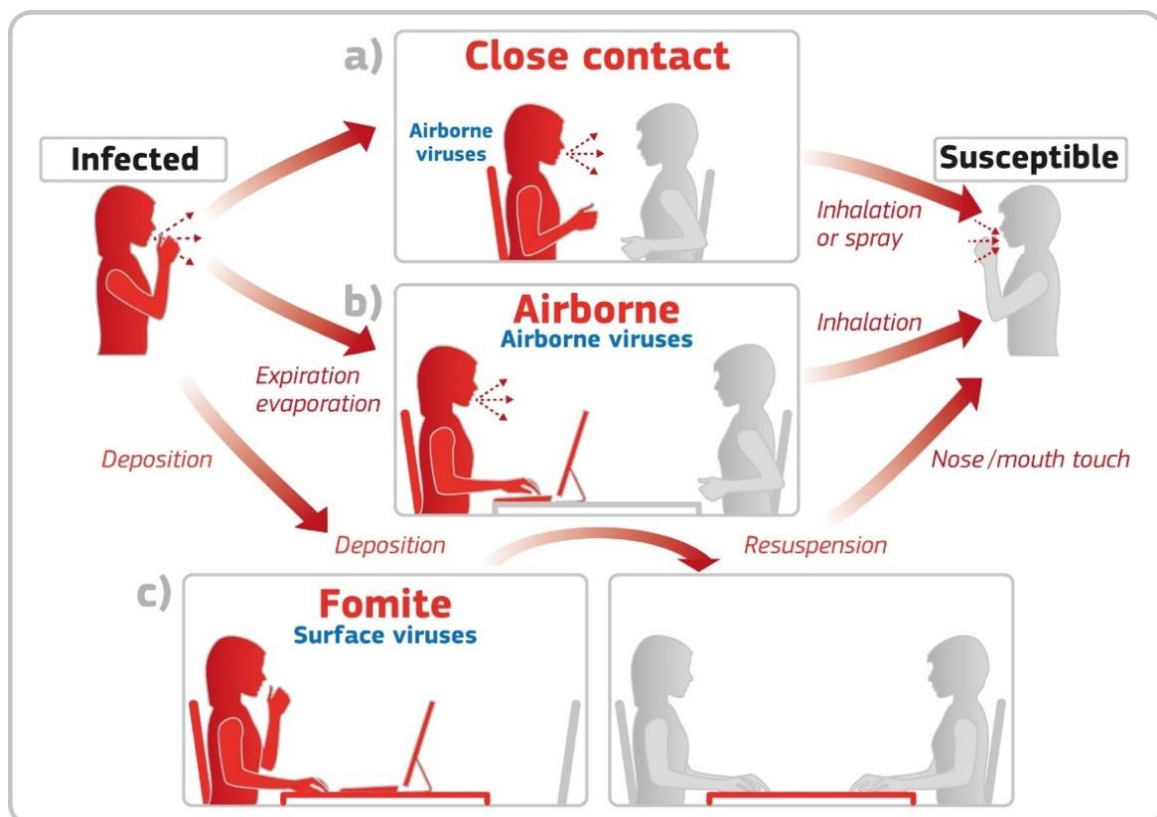 a)
Close contact
Infected
Airborne
viruses
Susceptible
Inhalation
or spray
b)
Airborne
Airborne viruses
Inhalation
Expiration
evaporation
Deposition
Nose/mouth touch
Deposition
Resuspension
c)
Fomite
Surface viruses